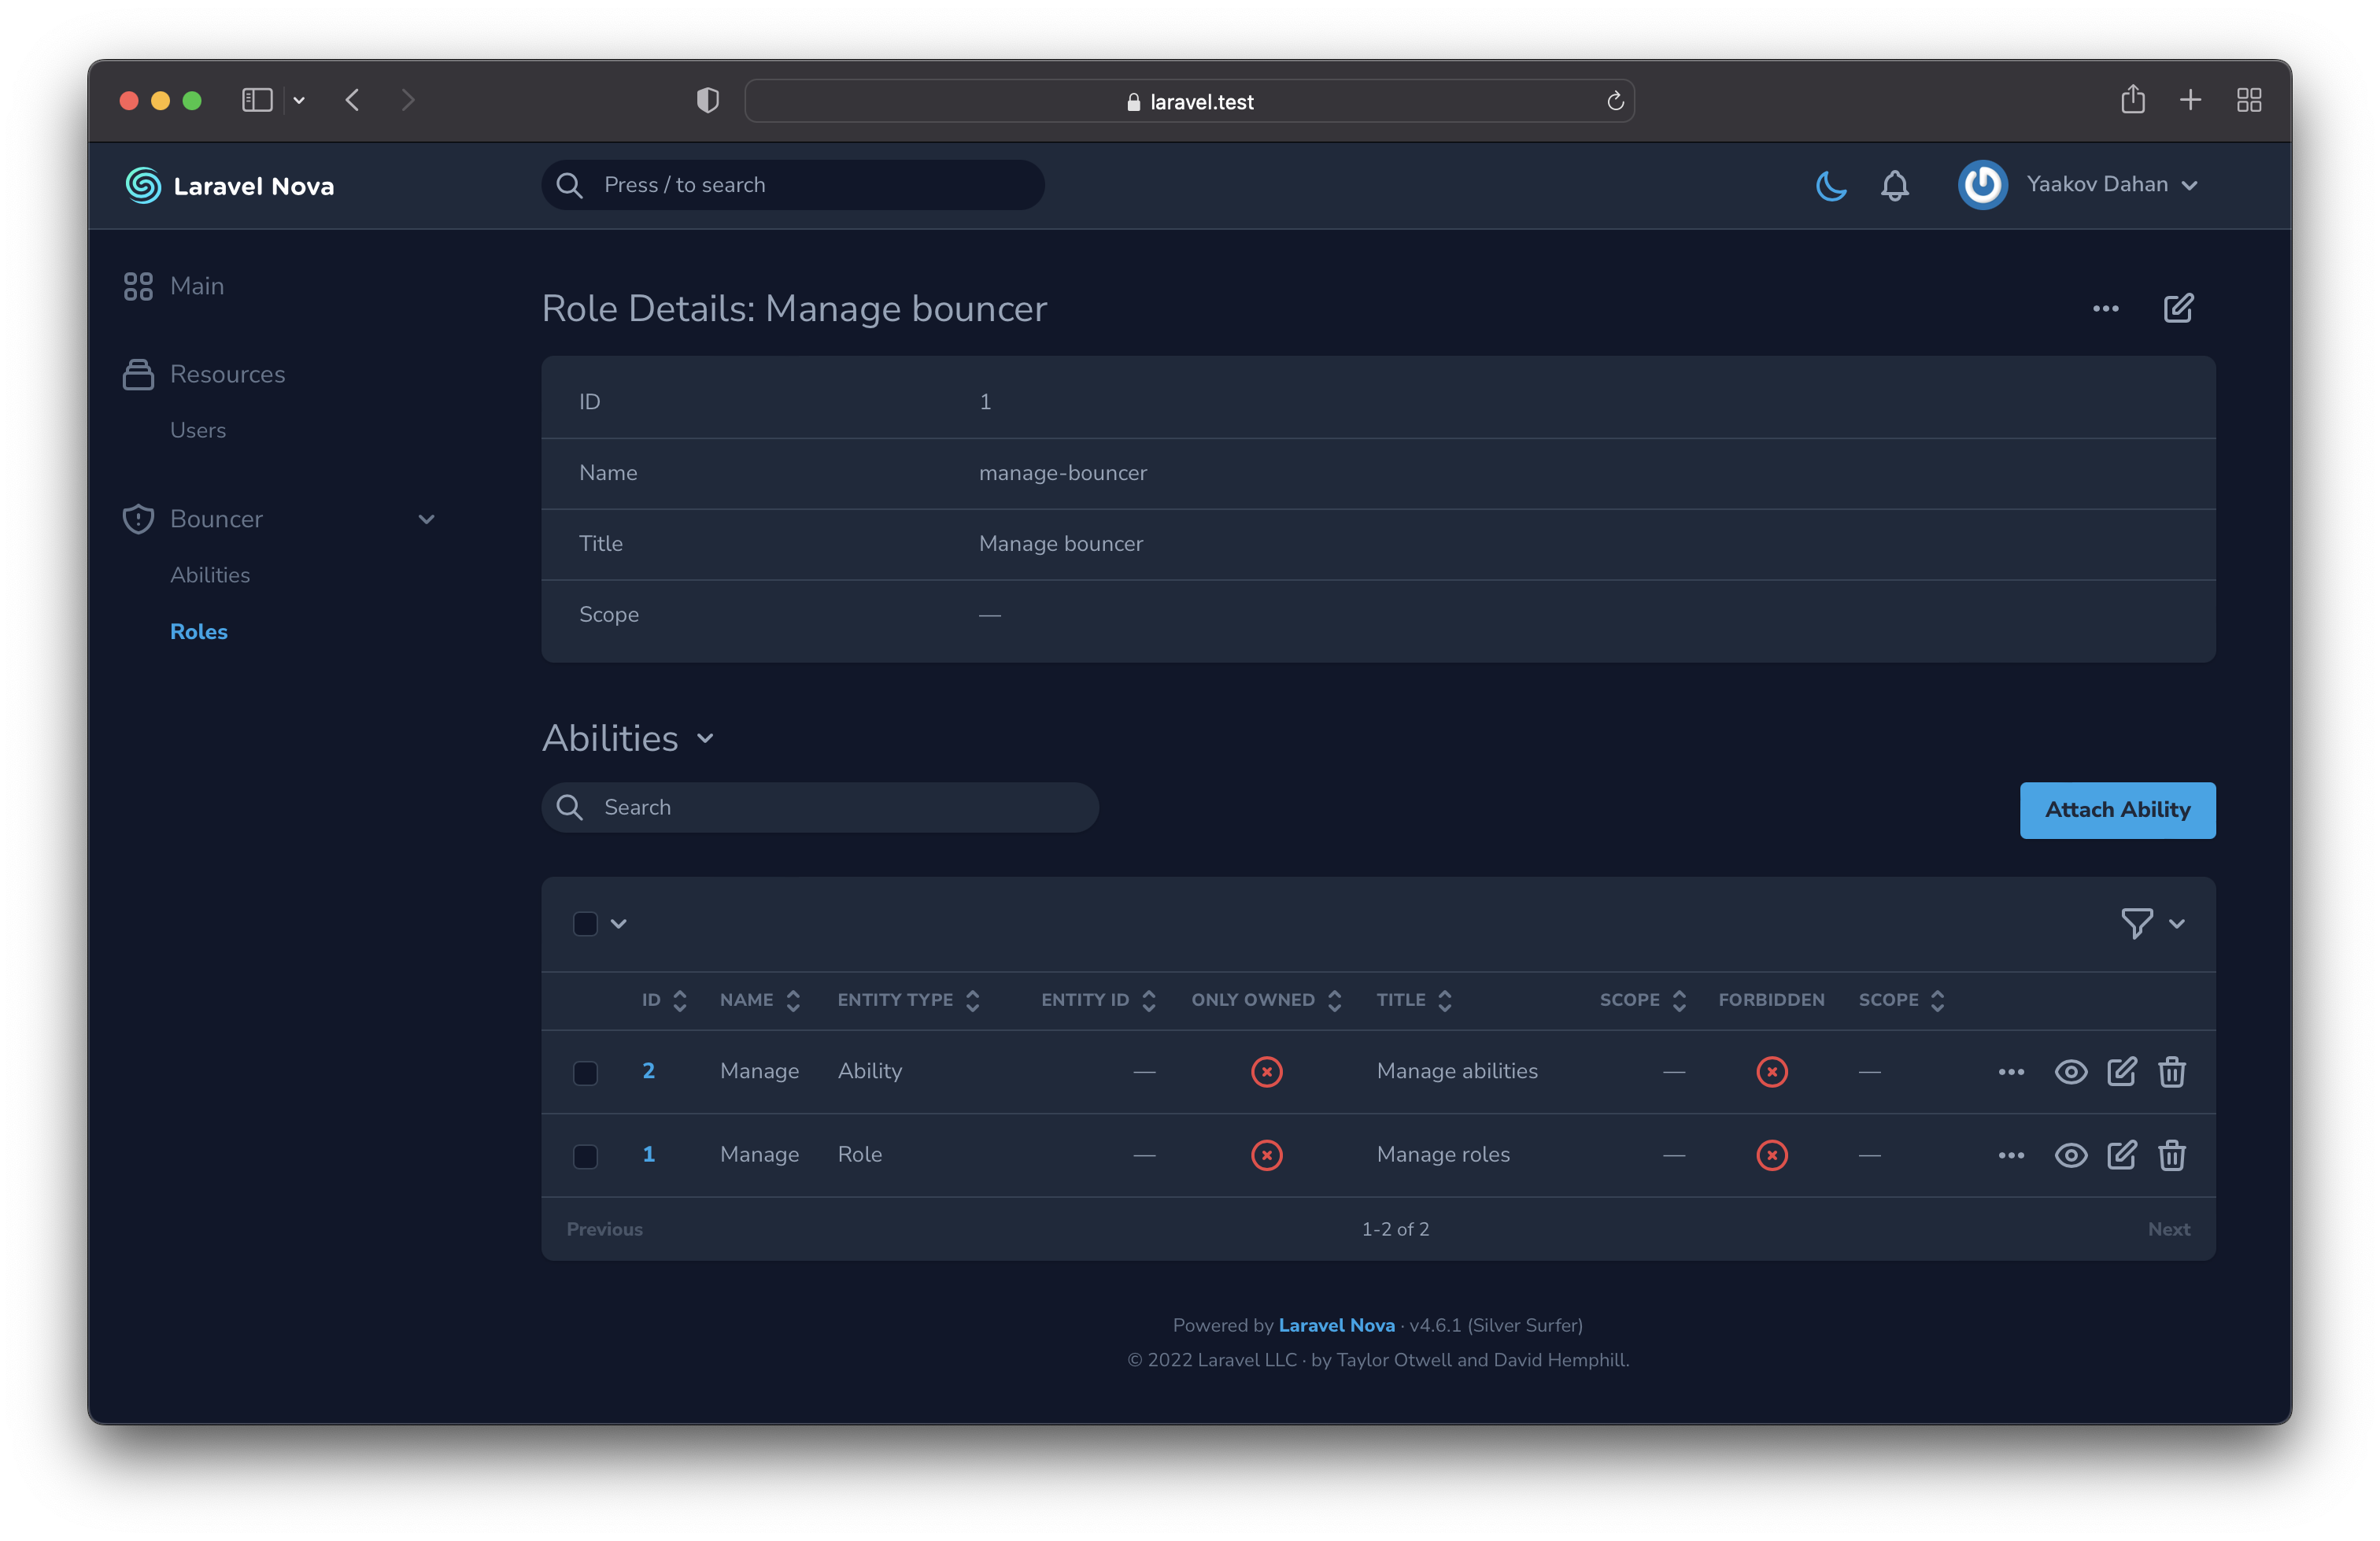 laravel.test
Laravel Nova
Press / to search
Yaakov Dahan
Main
Resources
Users
Bouncer
Abilities
Roles
Role Details: Manage bouncer
ID 1
Name manage-bouncer
Title Manage bouncer
Scope —
Abilities
Search
Attach Ability
ID NAME ENTITY TYPE ENTITY ID ONLY OWNED TITLE SCOPE FORBIDDEN SCOPE
2 Manage Ability — Manage abilities — —
1 Manage Role — Manage roles — —
Previous 1-2 of 2 Next
Powered by Laravel Nova · v4.6.1 (Silver Surfer)
© 2022 Laravel LLC · by Taylor Otwell and David Hemphill.